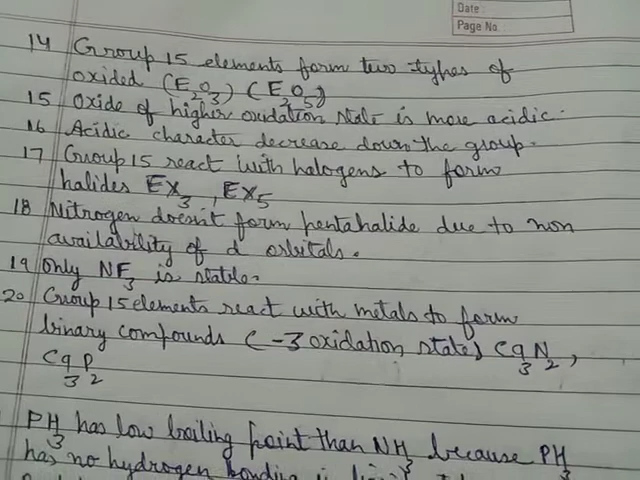 Date
Page No.
14 Group 15 elements form two types of
oxided (E₂O₃) (E₂O₅)
15 Oxide of higher oxidation state is more acidic.
16 Acidic character decrease down the group.
17 Group 15 react with halogens to form
halides EX₃, EX₅
18 Nitrogen doesn't form pentahalide due to non
availability of d orbitals.
19 only NF₃ is stable.
20 Group 15 elements react with metals to form
binary compounds (-3 oxidation state) Ca₃N₂,
Ca₃P₂
PH₃ has low boiling point than NH₃ because PH₃
has no hydrogen bonding in